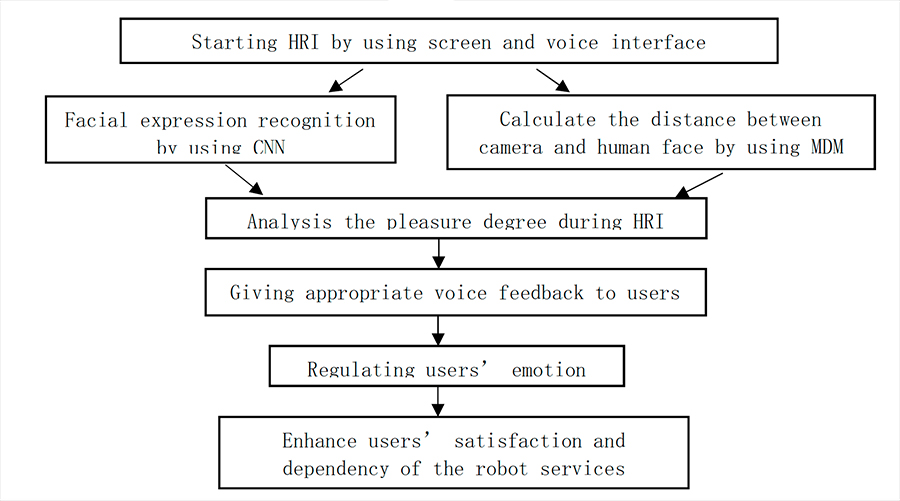 Starting HRI by using screen and voice interface
Facial expression recognition
by using CNN
Calculate the distance between
camera and human face by using MDM
Analysis the pleasure degree during HRI
Giving appropriate voice feedback to users
Regulating users’ emotion
Enhance users’ satisfaction and
dependency of the robot services